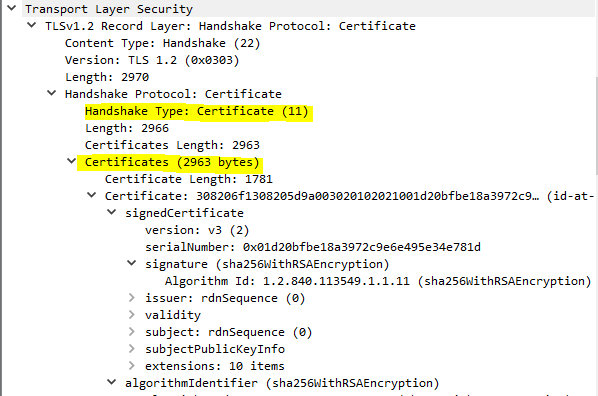 Transport Layer Security
TLSv1.2 Record Layer: Handshake Protocol: Certificate
Content Type: Handshake (22)
Version: TLS 1.2 (0x0303)
Length: 2970
Handshake Protocol: Certificate
Handshake Type: Certificate (11)
Length: 2966
Certificates Length: 2963
Certificates (2963 bytes)
Certificate Length: 1781
Certificate: 308206f1308205d9a003020102021001d20bfbe18a3972c9… (id-at-
signedCertificate
version: v3 (2)
serialNumber: 0x01d20bfbe18a3972c9e6e495e34e781d
signature (sha256WithRSAEncryption)
Algorithm Id: 1.2.840.113549.1.1.11 (sha256WithRSAEncryption)
issuer: rdnSequence (0)
validity
subject: rdnSequence (0)
subjectPublicKeyInfo
extensions: 10 items
algorithmIdentifier (sha256WithRSAEncryption)